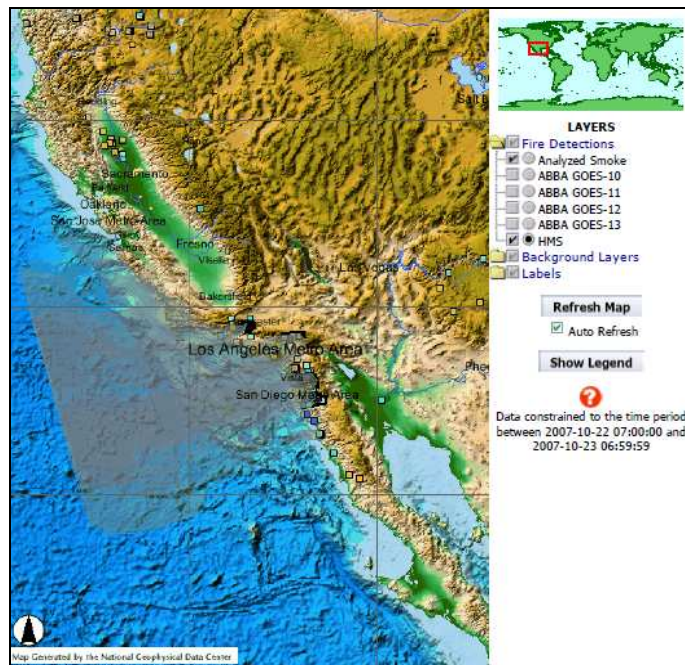 Sacramento
Oakland
San Jose Metro Area
Salinas
Fresno
Visalia
Las Vegas
Bakersfield
Los Angeles Metro Area
Vista
San Diego Metro Area
Map Generated by the National Geophysical Data Center
LAYERS
Fire Detections
Analyzed Smoke
ABBA GOES-10
ABBA GOES-11
ABBA GOES-12
ABBA GOES-13
HMS
Background Layers
Labels
Refresh Map
Auto Refresh
Show Legend
?
Data constrained to the time period
between 2007-10-22 07:00:00 and
2007-10-23 06:59:59